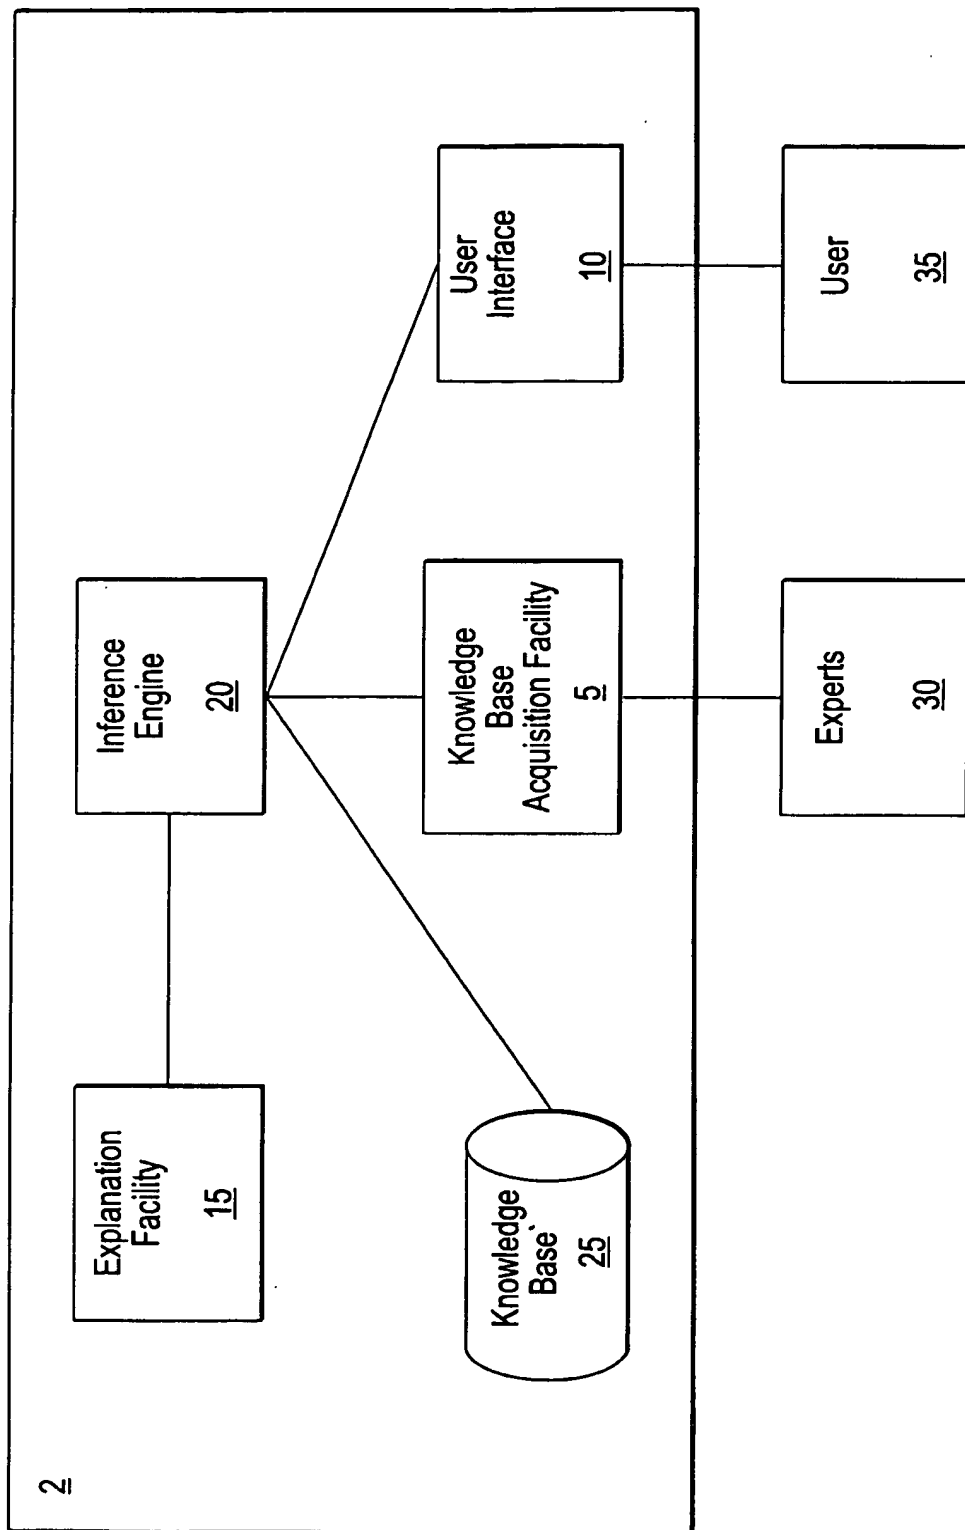 2
Explanation
Facility
15
Inference
Engine
20
Knowledge
Base
25
Knowledge
Base
Acquisition Facility
5
User
Interface
10
Experts
30
User
35